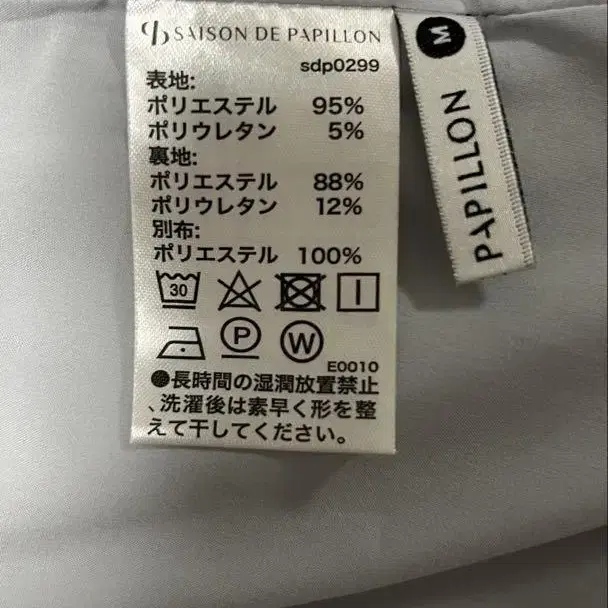 SAISON DE PAPILLON
sdp0299
表地:
ポリエステル 95%
ポリウレタン 5%
裏地:
ポリエステル 88%
ポリウレタン 12%
別布:
ポリエステル 100%
30
P W
E0010
●長時間の湿潤放置禁止
、洗濯後は素早く形を整
えて干してください。
M
PAPILLON